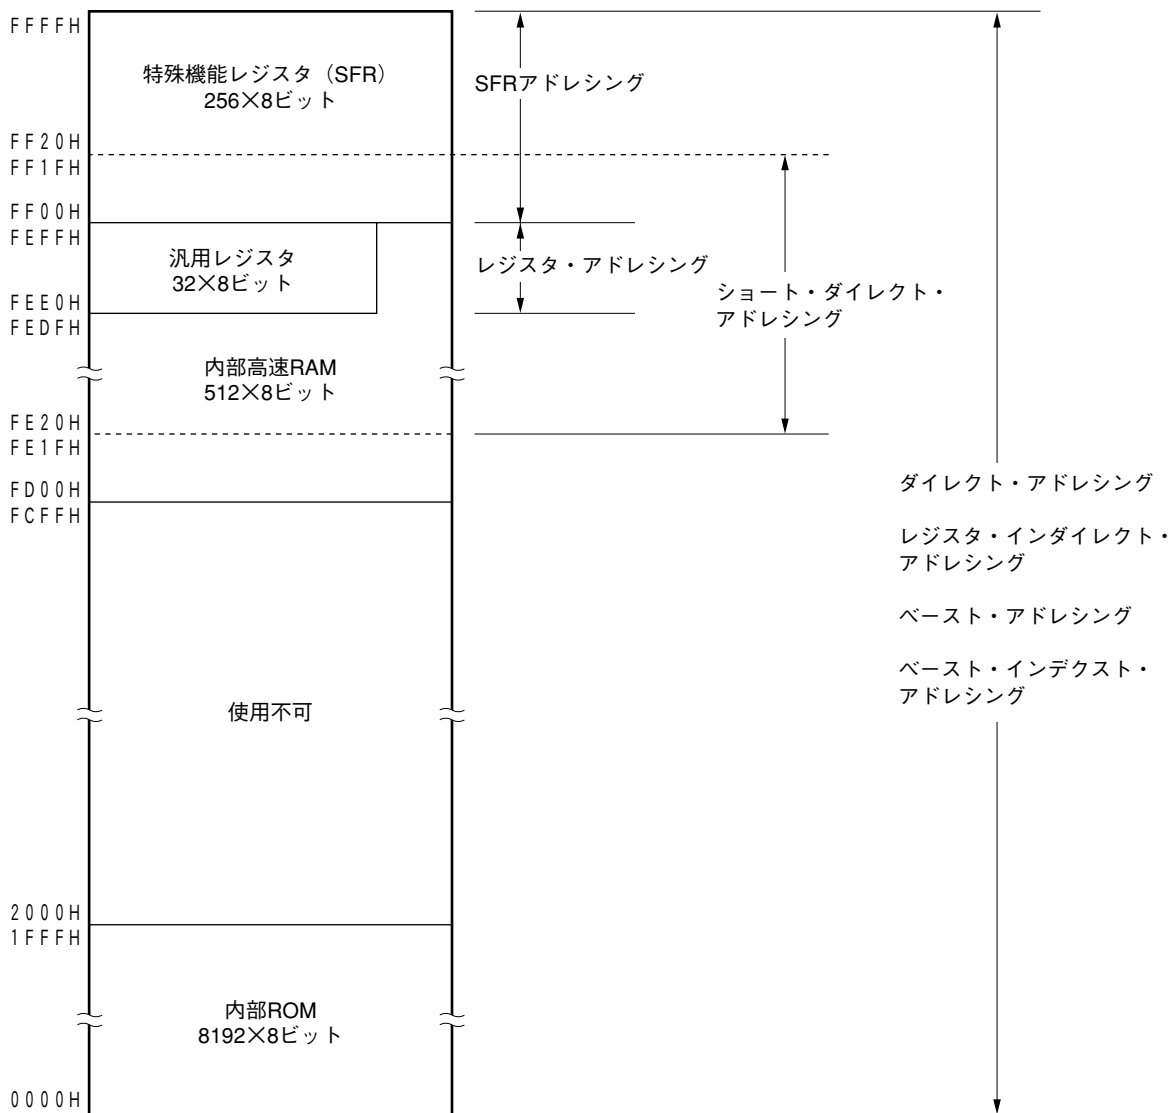 FFFFH
特殊機能レジスタ（SFR）
256×8ビット
SFRアドレシング
FF20H
FF1FH
FF00H
FEFFH
汎用レジスタ
32×8ビット
レジスタ・アドレシング
ショート・ダイレクト・
アドレシング
FEE0H
FEDFH
内部高速RAM
512×8ビット
FE20H
FE1FH
FD00H
FCFFH
ダイレクト・アドレシング
レジスタ・インダイレクト・
アドレシング
ベースト・アドレシング
ベースト・インデクスト・
アドレシング
使用不可
2000H
1FFFH
内部ROM
8192×8ビット
0000H